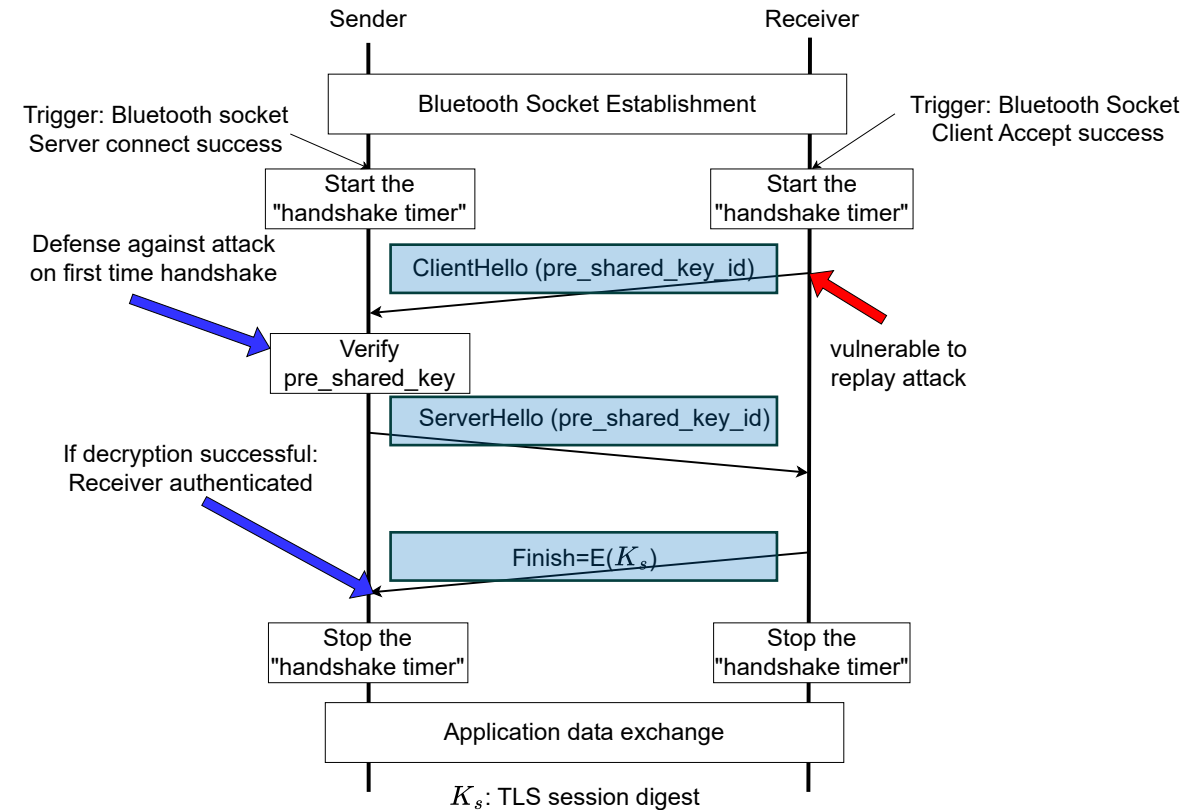 Sender
Receiver
Bluetooth Socket Establishment
Trigger: Bluetooth socket
Server connect success
Trigger: Bluetooth Socket
Client Accept success
Start the
"handshake timer"
Start the
"handshake timer"
Defense against attack
on first time handshake
ClientHello (pre_shared_key_id)
vulnerable to
replay attack
Verify
pre_shared_key
ServerHello (pre_shared_key_id)
If decryption successful:
Receiver authenticated
Finish=E(K_s)
Stop the
"handshake timer"
Stop the
"handshake timer"
Application data exchange
K_s: TLS session digest